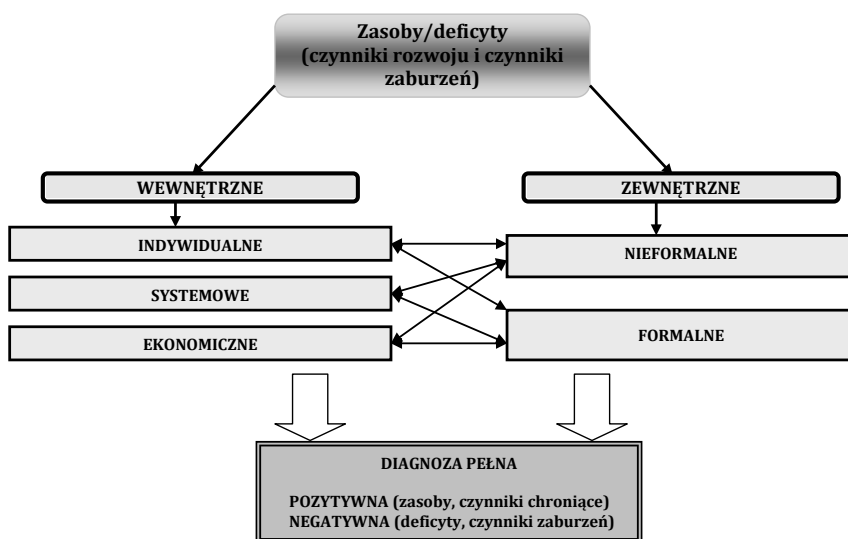 Zasoby/deficyty
(czynniki rozwoju i czynniki
zaburzeń)
WEWNĘTRZNE
ZEWNĘTRZNE
INDYWIDUALNE
NIEFORMALNE
SYSTEMOWE
FORMALNE
EKONOMICZNE
DIAGNOZA PEŁNA
POZYTYWNA (zasoby, czynniki chroniące)
NEGATYWNA (deficyty, czynniki zaburzeń)